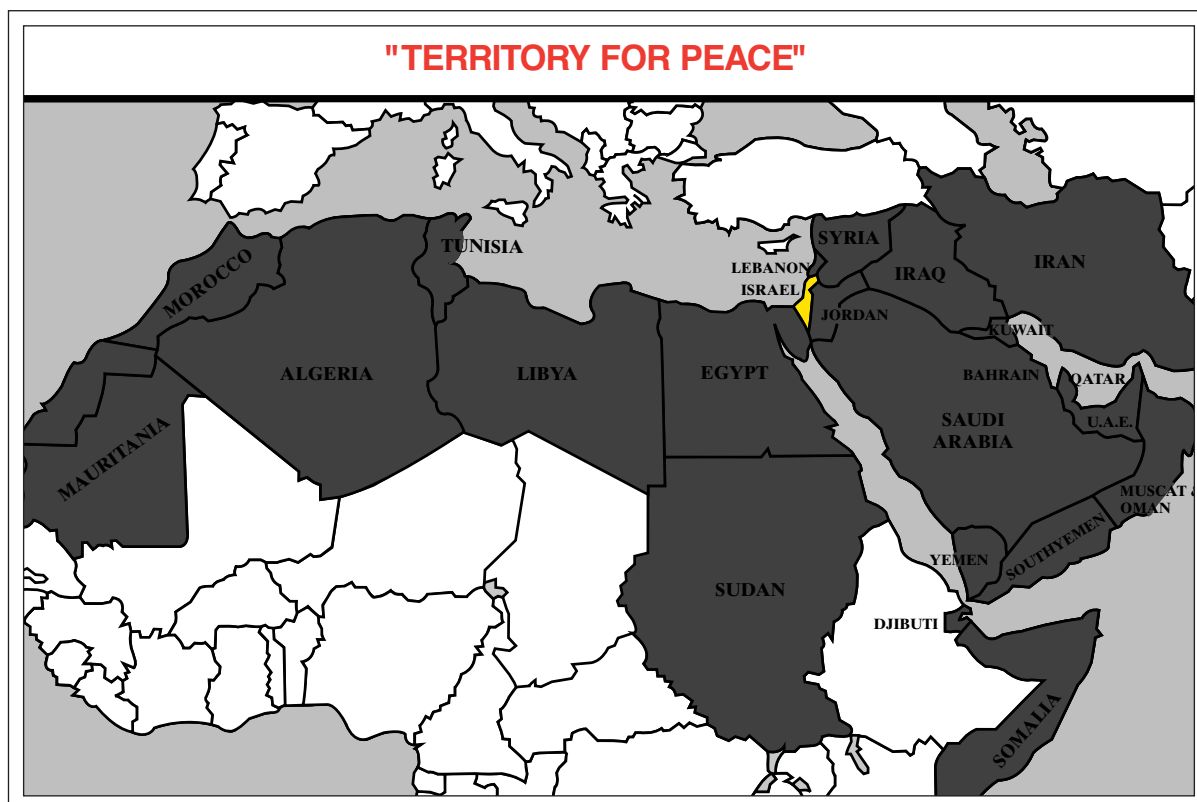 "TERRITORY FOR PEACE"
TUNISIA
SYRIA
MOROCCO
LEBANON
IRAN
IRAQ
ISRAEL
JORDAN
KUWAIT
ALGERIA
LIBYA
EGYPT
BAHRAIN
QATAR
SAUDI
ARABIA
U.A.E.
MAURITANIA
MUSCAT &
OMAN
SOUTHYEMEN
YEMEN
SUDAN
DJIBUTI
SOMALIA